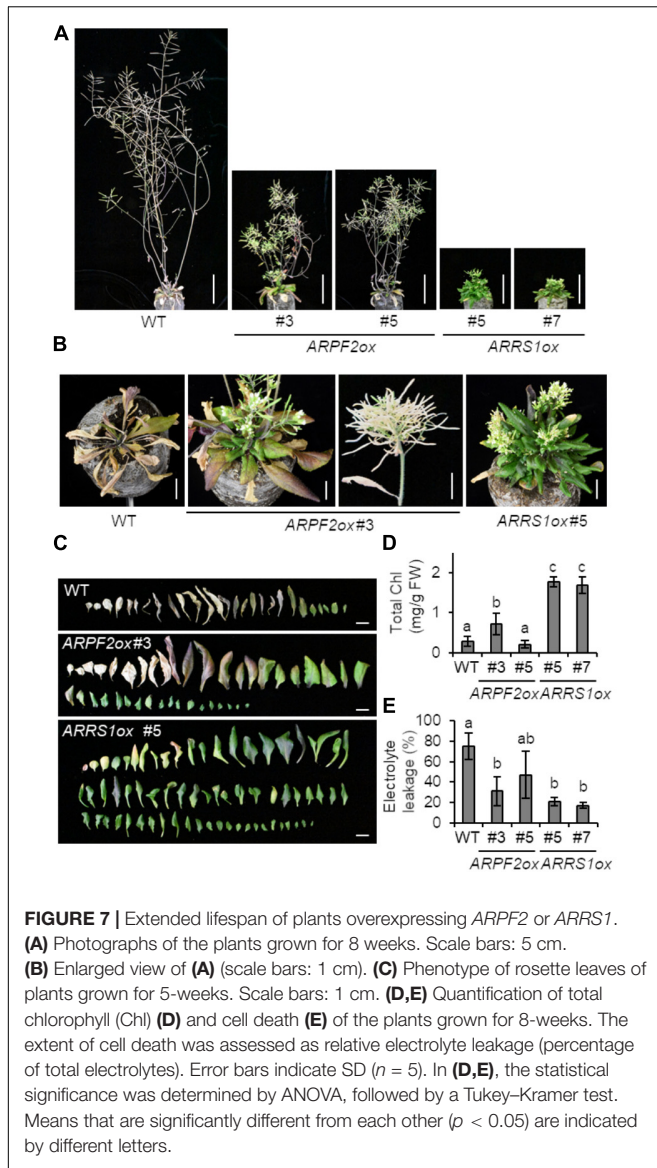 A
WT
#3
#5
#5
#7
ARPF2ox
ARRS1ox
B
WT
ARPF2ox#3
ARRS1ox#5
C
WT
ARPF2ox#3
ARRS1ox #5
D
Total Chl
(mg/g FW)
2
1
0
a
b
a
c
c
WT
#3
#5
#5
#7
ARPF2ox
ARRS1ox
E
Electrolyte
leakage (%)
100
80
60
40
20
0
a
b
ab
b
b
WT
#3
#5
#5
#7
ARPF2ox
ARRS1ox
FIGURE 7 | Extended lifespan of plants overexpressing ARPF2 or ARRS1.
(A) Photographs of the plants grown for 8 weeks. Scale bars: 5 cm.
(B) Enlarged view of (A) (scale bars: 1 cm). (C) Phenotype of rosette leaves of
plants grown for 5-weeks. Scale bars: 1 cm. (D,E) Quantification of total
chlorophyll (Chl) (D) and cell death (E) of the plants grown for 8-weeks. The
extent of cell death was assessed as relative electrolyte leakage (percentage
of total electrolytes). Error bars indicate SD (n = 5). In (D,E), the statistical
significance was determined by ANOVA, followed by a Tukey–Kramer test.
Means that are significantly different from each other (p < 0.05) are indicated
by different letters.